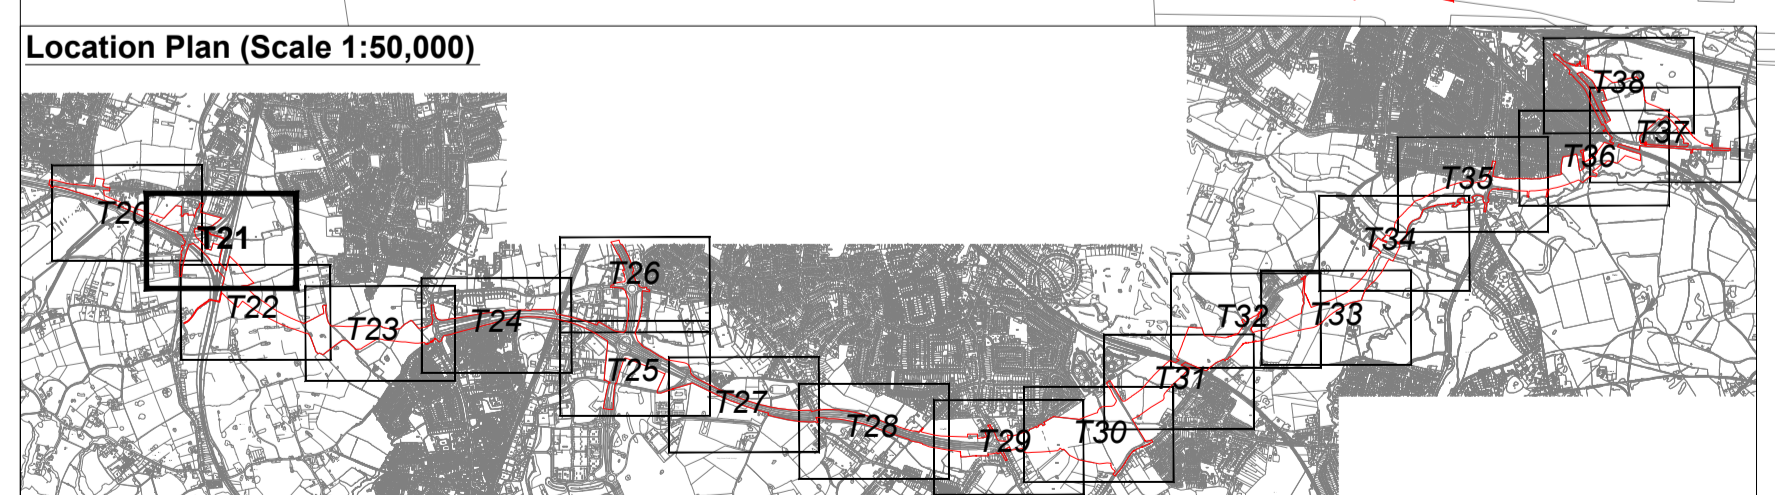 Location Plan (Scale 1:50,000)
T20
T21
T22
T23
T24
T25
T26
T27
T28
T29
T30
T31
T32
T33
T34
T35
T36
T37
T38